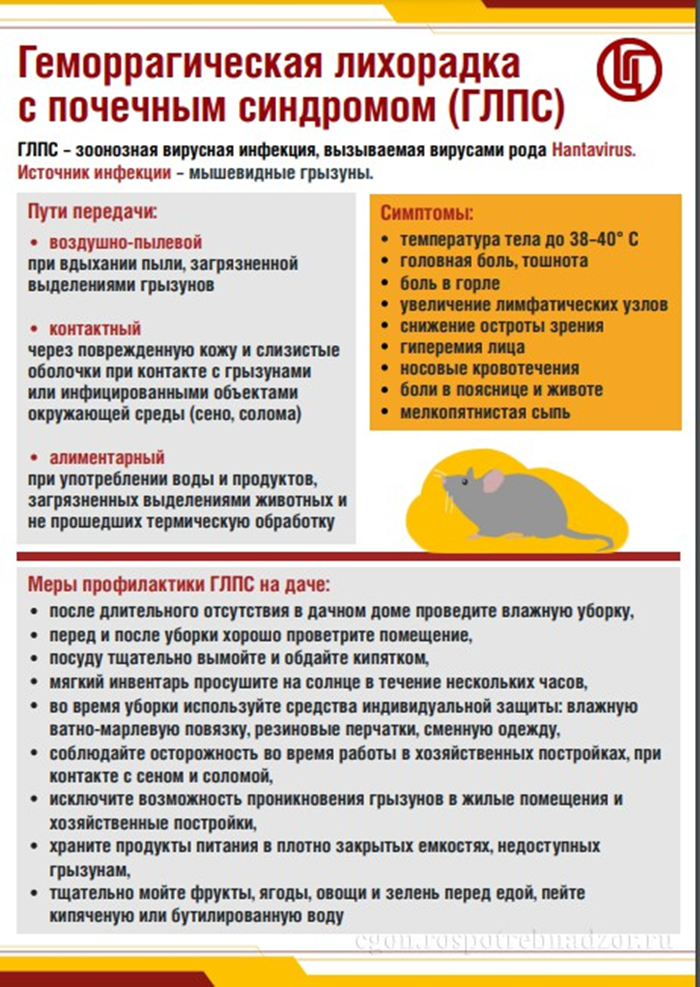 Геморрагическая лихорадка
с почечным синдромом (ГЛПС)
ГЛПС – зоонозная вирусная инфекция, вызываемая вирусами рода Hantavirus.
Источник инфекции – мышевидные грызуны.
Пути передачи:
• воздушно-пылевой
при вдыхании пыли, загрязненной
выделениями грызунов
• контактный
через поврежденную кожу и слизистые
оболочки при контакте с грызунами
или инфицированными объектами
окружающей среды (сено, солома)
• алиментарный
при употреблении воды и продуктов,
загрязненных выделениями животных и
не прошедших термическую обработку
Симптомы:
• температура тела до 38–40° С
• головная боль, тошнота
• боль в горле
• увеличение лимфатических узлов
• снижение остроты зрения
• гиперемия лица
• носовые кровотечения
• боли в пояснице и животе
• мелкопятнистая сыпь
Меры профилактики ГЛПС на даче:
• после длительного отсутствия в дачном доме проведите влажную уборку,
• перед и после уборки хорошо проветрите помещение,
• посуду тщательно вымойте и обдайте кипятком,
• мягкий инвентарь просушите на солнце в течение нескольких часов,
• во время уборки используйте средства индивидуальной защиты: влажную
ватно-марлевую повязку, резиновые перчатки, сменную одежду,
• соблюдайте осторожность во время работы в хозяйственных постройках, при
контакте с сеном и соломой,
• исключите возможность проникновения грызунов в жилые помещения и
хозяйственные постройки,
• храните продукты питания в плотно закрытых емкостях, недоступных
грызунам,
• тщательно мойте фрукты, ягоды, овощи и зелень перед едой, пейте
кипяченую или бутилированную воду
cgon.rospotrebnadzor.ru